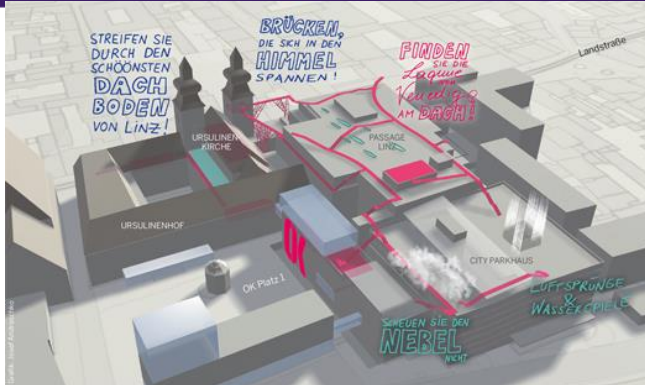 STREIFEN SIE
DURCH DEN
SCHÖÖNSTEN
DACH
BODEN
VON LINZ!
BRÜCKEN,
DIE SICH IN DEN
HIMMEL
SPANNEN!
FINDEN
SIE DIE
Lagune
von
Venedig
AM DACH!
Landstraße
URSULINEN
KIRCHE
PASSAGE
LINZ
URSULINENHOF
OK
OK Platz 1
CITY PARKHAUS
LUFTSPRÜNGE
&
WASSERSPIELE
SCHEUEN SIE DEN
NEBEL
NICHT